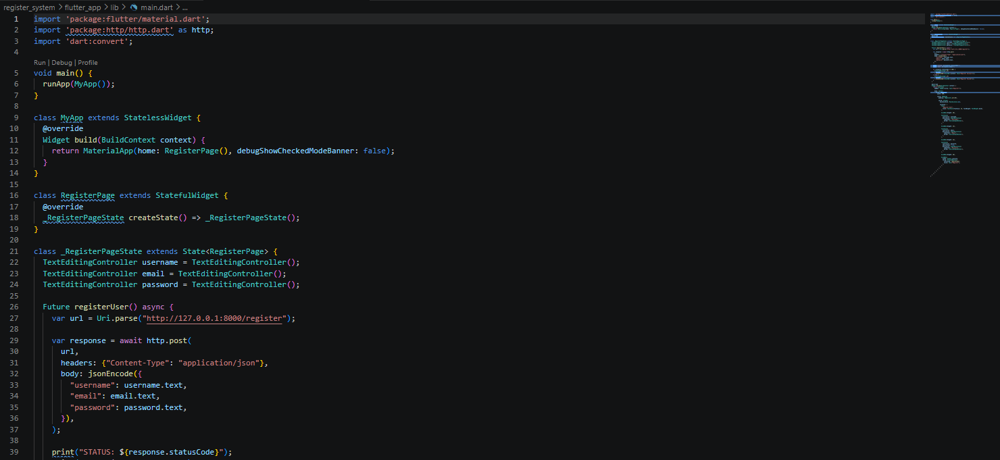 register_system > flutter_app > lib > main.dart > ...
1 import 'package:flutter/material.dart';
2 import 'package:http/http.dart' as http;
3 import 'dart:convert';
4
Run | Debug | Profile
5 void main() {
6   runApp(MyApp());
7 }
8
9 class MyApp extends StatelessWidget {
10   @override
11   Widget build(BuildContext context) {
12     return MaterialApp(home: RegisterPage(), debugShowCheckedModeBanner: false);
13   }
14 }
15
16 class RegisterPage extends StatefulWidget {
17   @override
18   _RegisterPageState createState() => _RegisterPageState();
19 }
20
21 class _RegisterPageState extends State<RegisterPage> {
22   TextEditingController username = TextEditingController();
23   TextEditingController email = TextEditingController();
24   TextEditingController password = TextEditingController();
25
26   Future registerUser() async {
27     var url = Uri.parse("http://127.0.0.1:8000/register");
28
29     var response = await http.post(
30       url,
31       headers: {"Content-Type": "application/json"},
32       body: jsonEncode({
33         "username": username.text,
34         "email": email.text,
35         "password": password.text,
36       }),
37     );
38
39     print("STATUS: ${response.statusCode}");